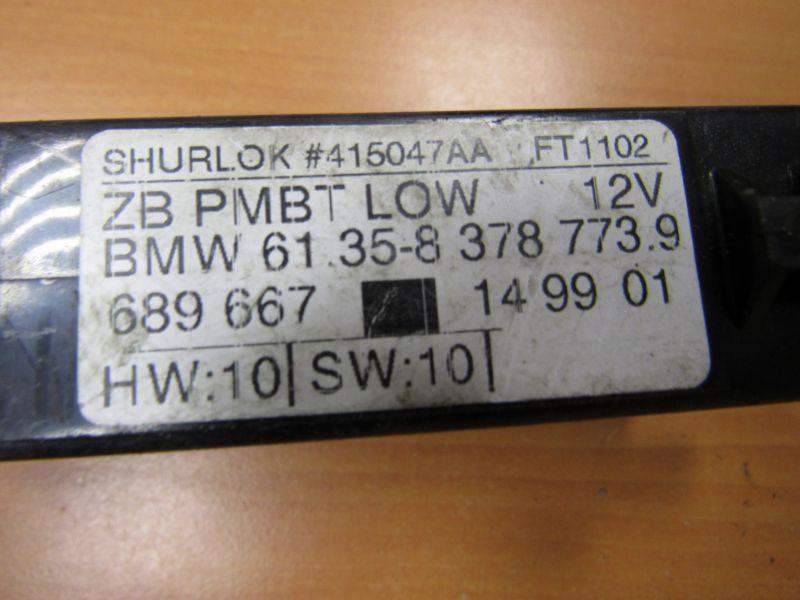 SHURLOK #415047AA FT1102
ZB PMBT LOW 12V
BMW 61.35-8 378 773.9
689 667 14 99 01
HW:10 SW:10